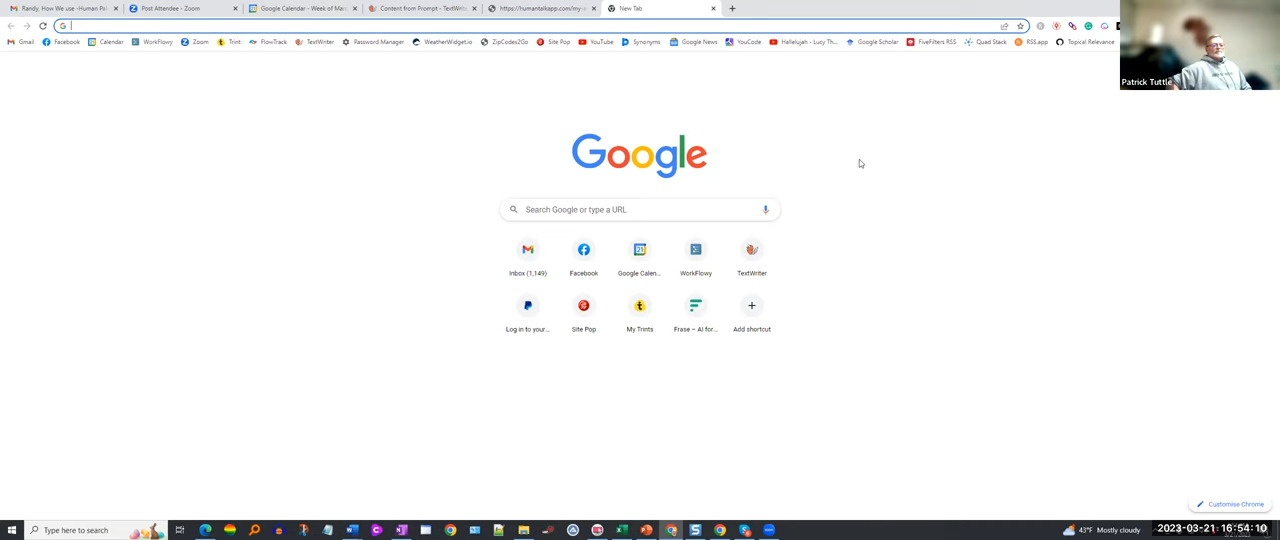 Randy, How We use -Human Pal
Post Attendee - Zoom
Google Calendar - Week of Marc
Content from Prompt - TextWrite
https://humantalkapp.com/my-a
New Tab
Gmail
Facebook
Calendar
WorkFlowy
Zoom
Trint
FlowTrack
TextWriter
Password Manager
WeatherWidget.io
ZipCodes2Go
Site Pop
YouTube
Synonyms
Google News
YouCode
Hallelujah - Lucy Th...
Google Scholar
FiveFilters RSS
Quad Stack
RSS.app
Topical Relevance
Patrick Tuttle
Google
Search Google or type a URL
Inbox (1,149)
Facebook
Google Calen...
WorkFlowy
TextWriter
Log in to your...
Site Pop
My Trints
Frase – AI for...
Add shortcut
Customise Chrome
Type here to search
43°F Mostly cloudy
2023-03-21 16:54:10